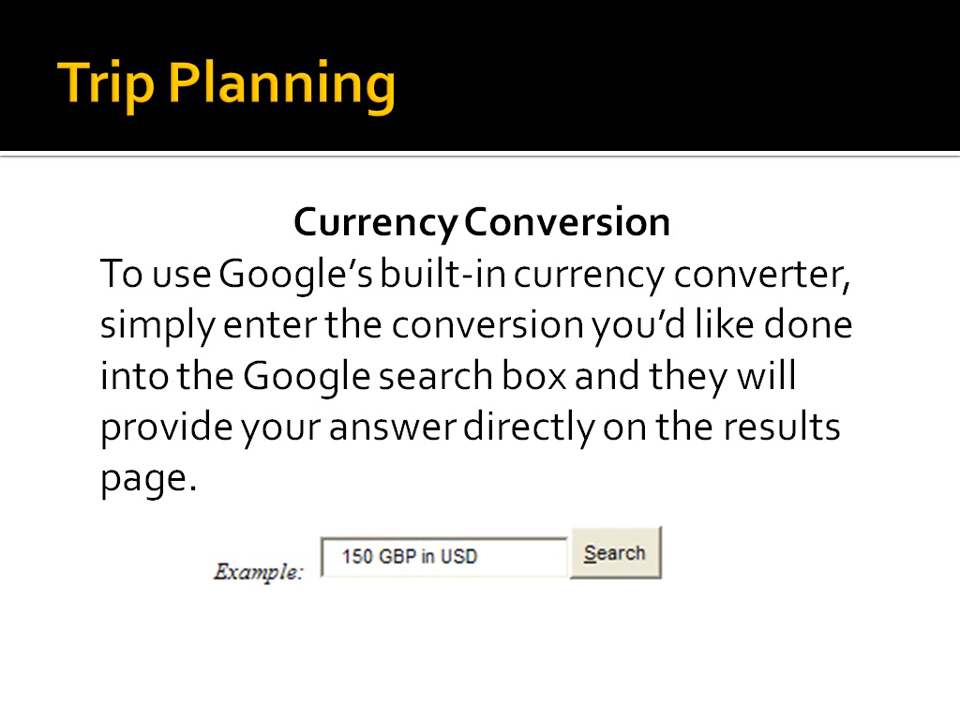 Trip Planning
Currency Conversion
To use Google’s built-in currency converter,
simply enter the conversion you’d like done
into the Google search box and they will
provide your answer directly on the results
page.
Example: 150 GBP in USD Search